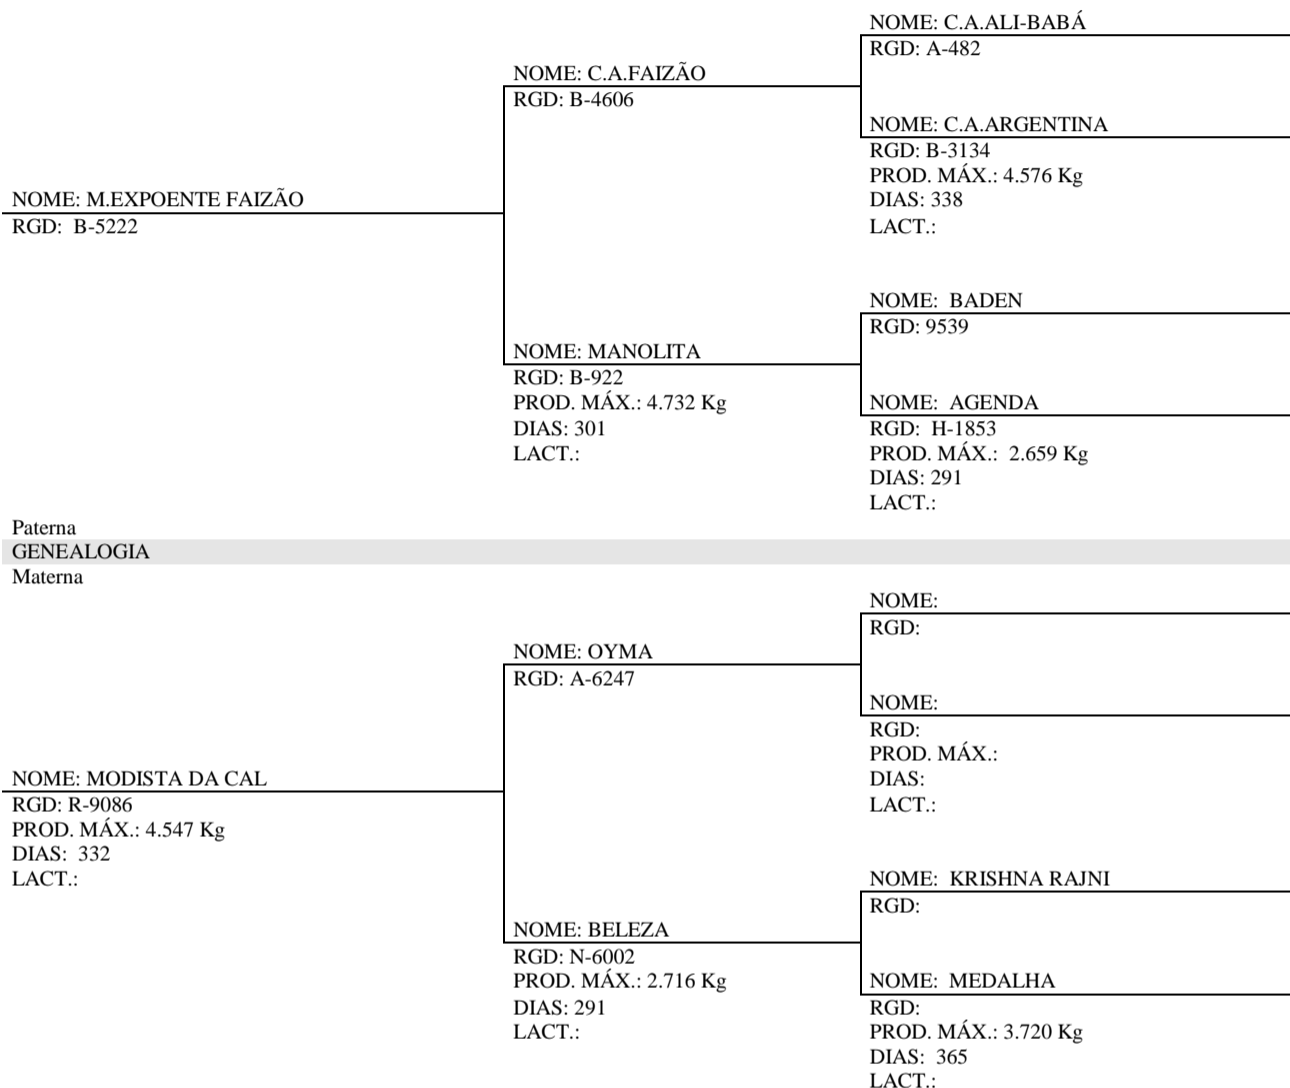 NOME: C.A.ALI-BABÁ
RGD: A-482
NOME: C.A.FAIZÃO
RGD: B-4606
NOME: C.A.ARGENTINA
RGD: B-3134
PROD. MÁX.: 4.576 Kg
DIAS: 338
LACT.:
NOME: M.EXPOENTE FAIZÃO
RGD: B-5222
NOME: BADEN
RGD: 9539
NOME: MANOLITA
RGD: B-922
PROD. MÁX.: 4.732 Kg
DIAS: 301
LACT.:
NOME: AGENDA
RGD: H-1853
PROD. MÁX.: 2.659 Kg
DIAS: 291
LACT.:
Paterna
GENEALOGIA
Materna
NOME:
RGD:
NOME: OYMA
RGD: A-6247
NOME:
RGD:
PROD. MÁX.:
DIAS:
LACT.:
NOME: MODISTA DA CAL
RGD: R-9086
PROD. MÁX.: 4.547 Kg
DIAS: 332
LACT.:
NOME: KRISHNA RAJNI
RGD:
NOME: BELEZA
RGD: N-6002
PROD. MÁX.: 2.716 Kg
DIAS: 291
LACT.:
NOME: MEDALHA
RGD:
PROD. MÁX.: 3.720 Kg
DIAS: 365
LACT.: